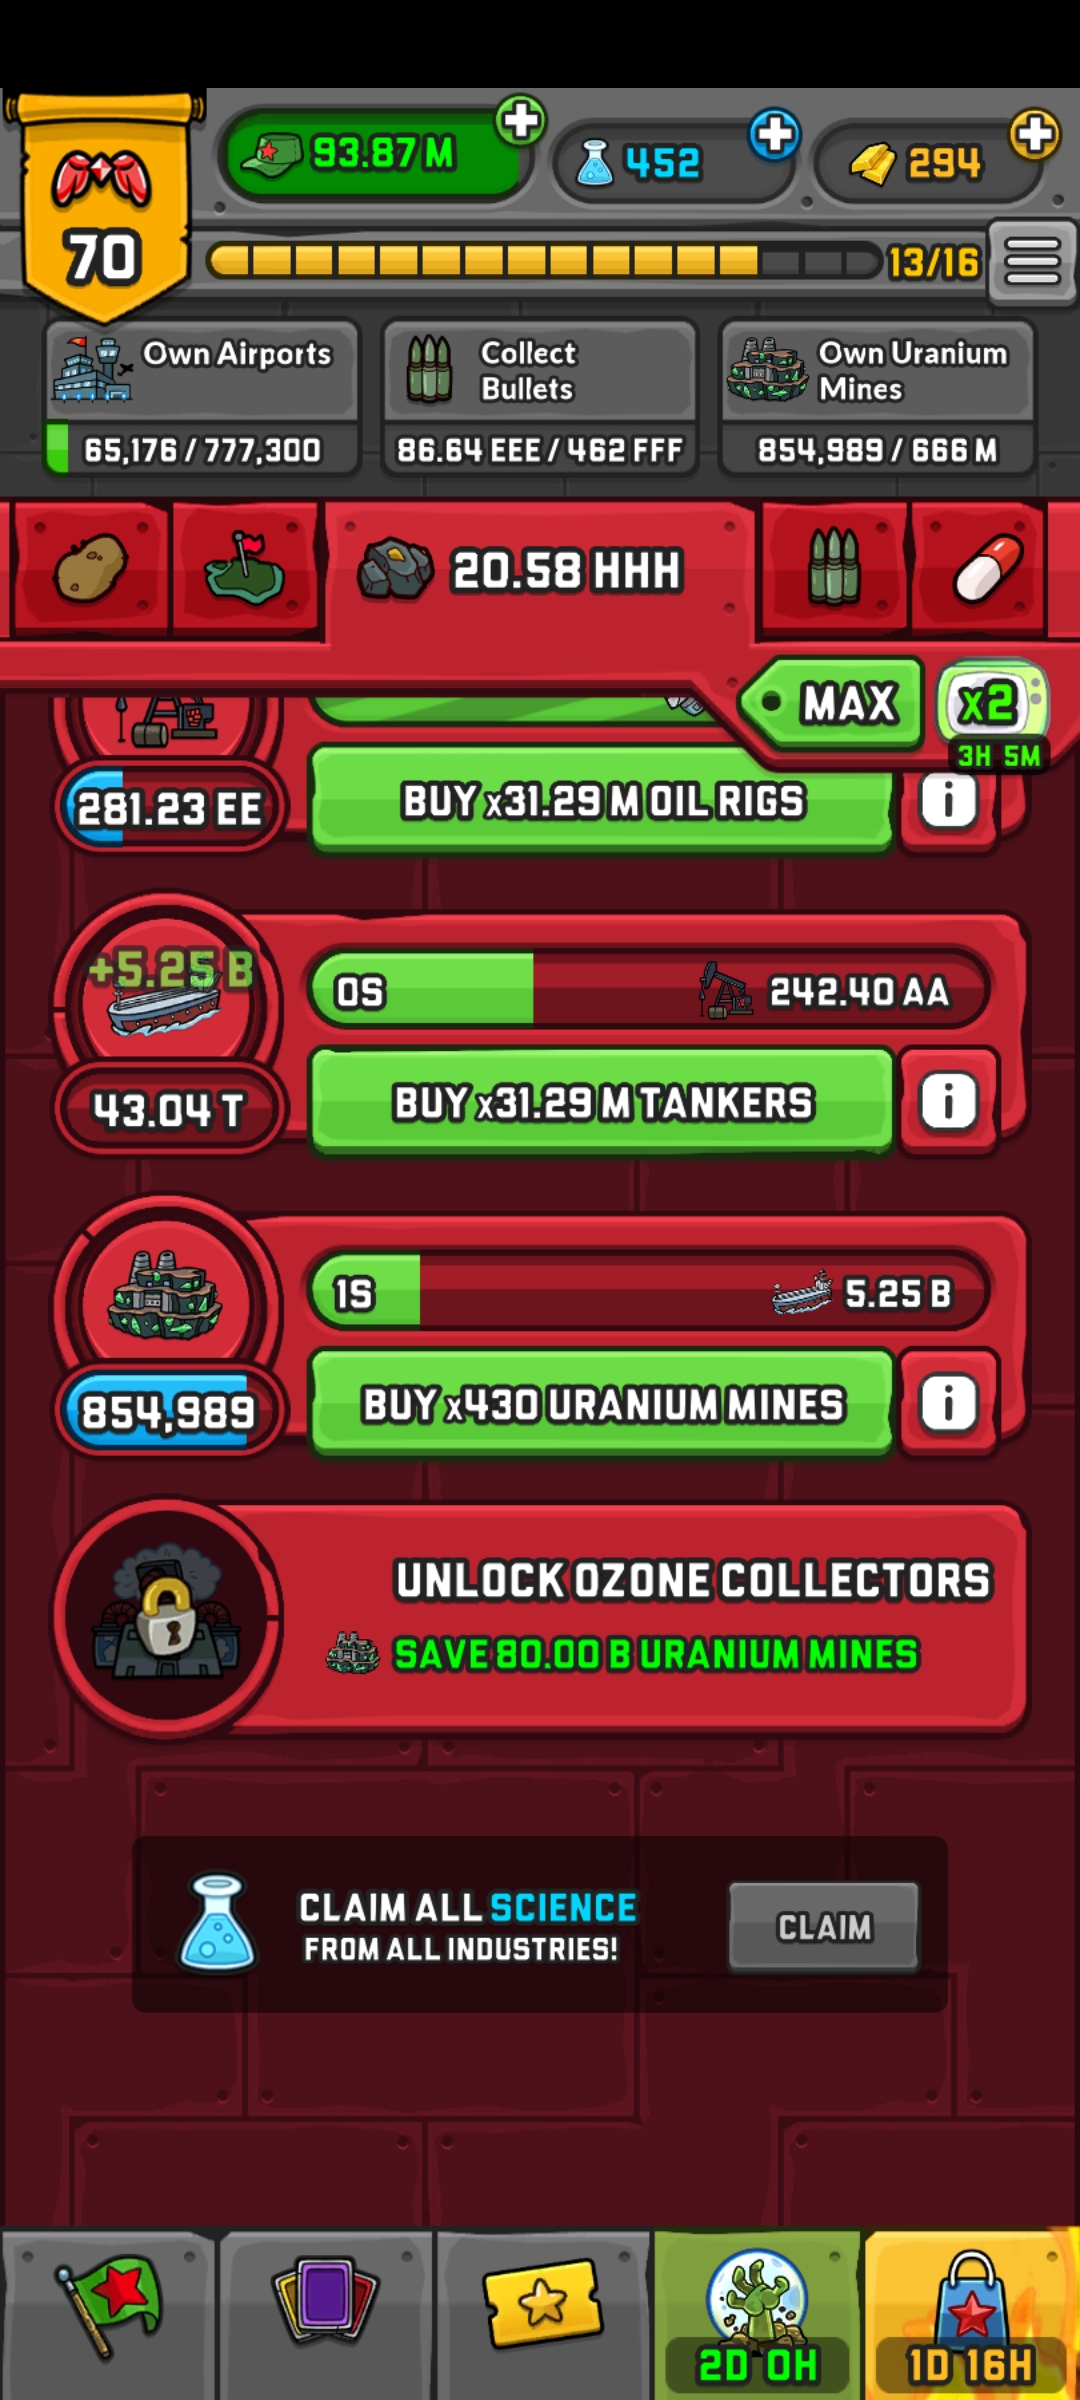 93.87 M
452
294
70
13/16
Own Airports
65,176 / 777,300
Collect
Bullets
86.64 EEE / 462 FFF
Own Uranium
Mines
854,989 / 666 M
20.58 HHH
MAX
x2
3H 5M
281.23 EE
BUY x31.29 M OIL RIGS
i
+5.25 B
0S
242.40 AA
43.04 T
BUY x31.29 M TANKERS
i
1S
5.25 B
854,989
BUY x430 URANIUM MINES
i
UNLOCK OZONE COLLECTORS
SAVE 80.00 B URANIUM MINES
CLAIM ALL SCIENCE
FROM ALL INDUSTRIES!
CLAIM
2D 0H
1D 16H